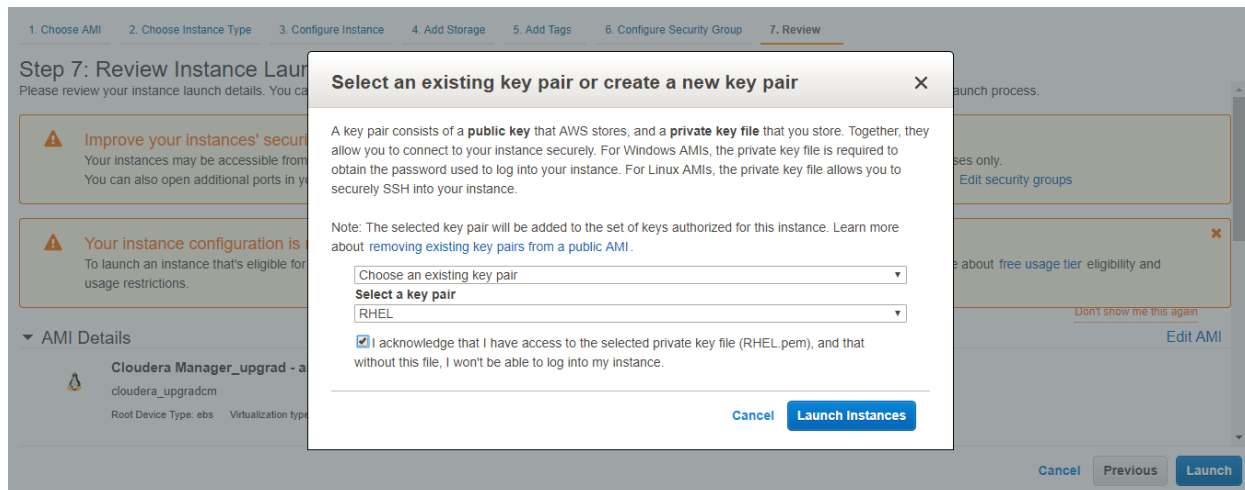 1. Choose AMI 2. Choose Instance Type 3. Configure Instance 4. Add Storage 5. Add Tags 6. Configure Security Group 7. Review
Step 7: Review Instance Laun
Please review your instance launch details. You ca
aunch process.
Improve your instances' securi
Your instances may be accessible from
ses only.
You can also open additional ports in yo
Edit security groups
Your instance configuration is
To launch an instance that's eligible for
about free usage tier eligibility and
usage restrictions.
Don't show me this again
AMI Details
Edit AMI
Cloudera Manager_upgrad - a
cloudera_upgradcm
Root Device Type: ebs Virtualization type
Select an existing key pair or create a new key pair
A key pair consists of a public key that AWS stores, and a private key file that you store. Together, they
allow you to connect to your instance securely. For Windows AMIs, the private key file is required to
obtain the password used to log into your instance. For Linux AMIs, the private key file allows you to
securely SSH into your instance.
Note: The selected key pair will be added to the set of keys authorized for this instance. Learn more
about removing existing key pairs from a public AMI.
Choose an existing key pair
Select a key pair
RHEL
I acknowledge that I have access to the selected private key file (RHEL.pem), and that
without this file, I won't be able to log into my instance.
Cancel Launch Instances
Cancel Previous Launch